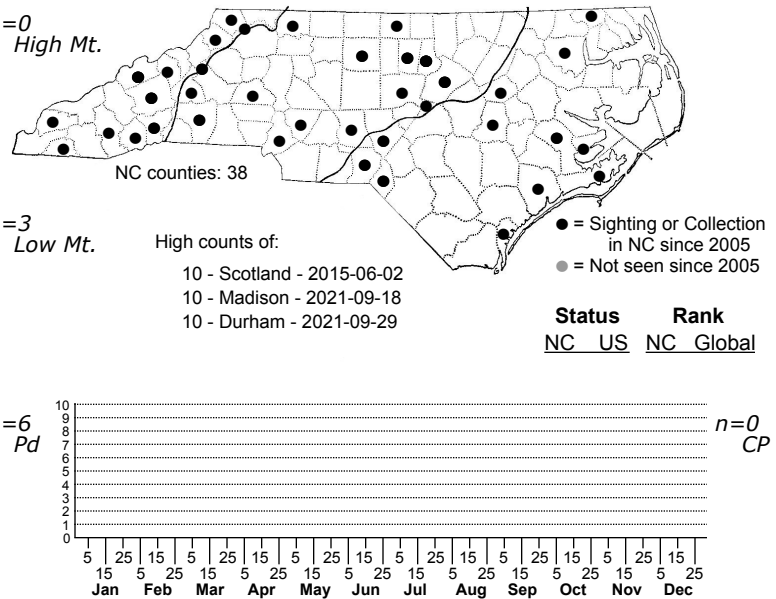 =0
High Mt.
NC counties: 38
=3
Low Mt.
High counts of:
10 - Scotland - 2015-06-02
10 - Madison - 2021-09-18
10 - Durham - 2021-09-29
= Sighting or Collection
in NC since 2005
= Not seen since 2005
Status Rank
NC US NC Global
=6
Pd
n=0
CP
10
9
8
7
6
5
4
3
2
1
0
5 25 15 5 25 15 5 25 15 5 25 15 5 25 15 5 25 15
15 5 25 15 5 25 15 5 25 15 5 25 15 5 25 15 5 25
Jan Feb Mar Apr May Jun Jul Aug Sep Oct Nov Dec